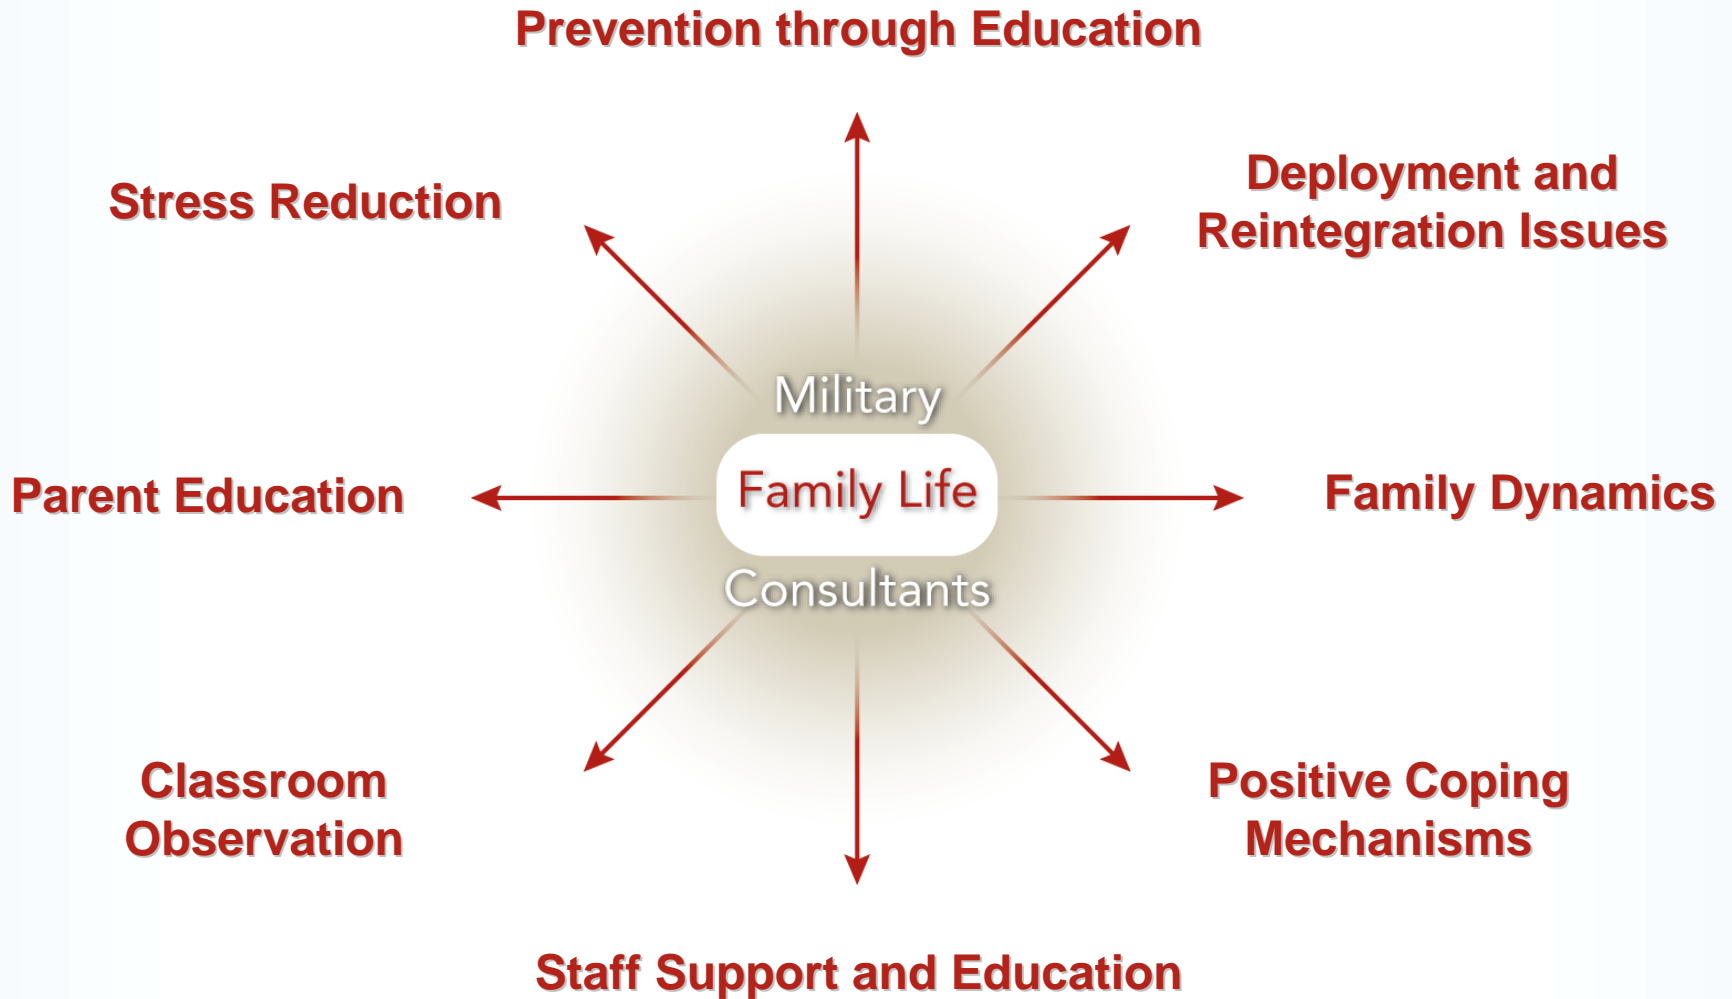 Prevention through Education
Stress Reduction
Deployment and
Reintegration Issues
Military
Family Life
Consultants
Parent Education
Family Dynamics
Classroom
Observation
Positive Coping
Mechanisms
Staff Support and Education